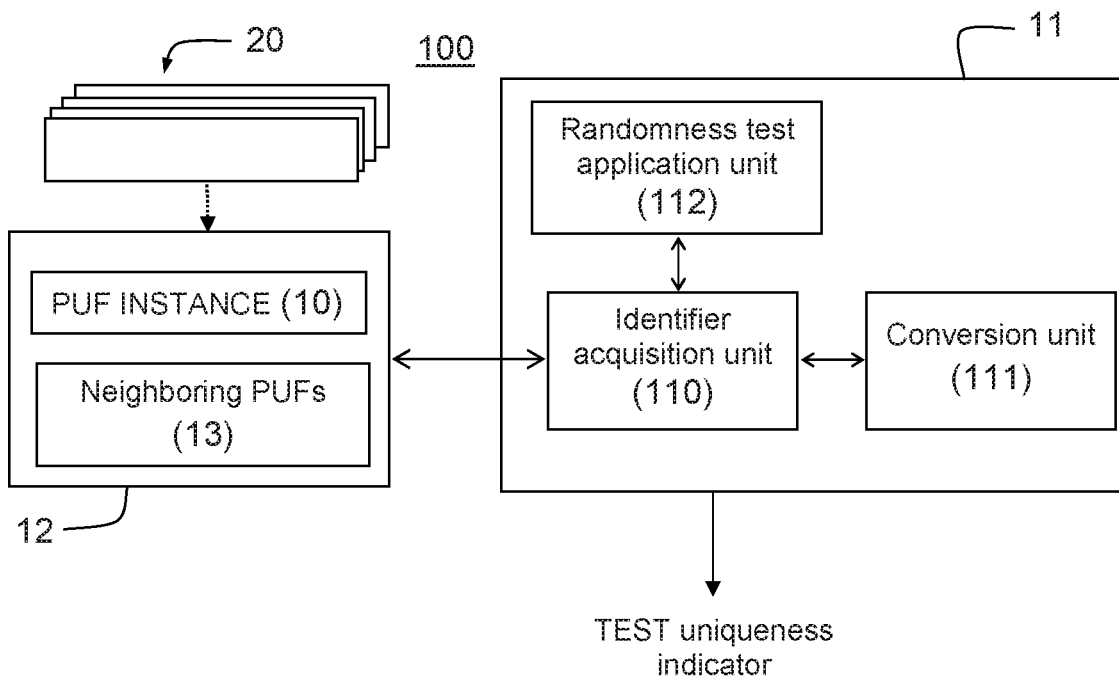 20
100
11
Randomness test
application unit
(112)
PUF INSTANCE (10)
Neighboring PUFs
(13)
Identifier
acquisition unit
(110)
Conversion unit
(111)
12
TEST uniqueness
indicator